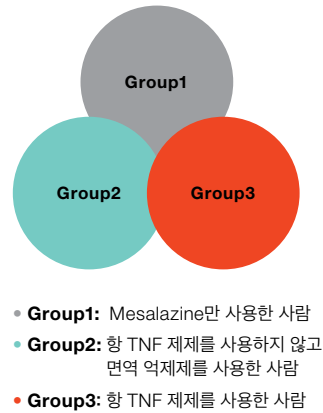 Group1
Group2
Group3
• Group1: Mesalazine만 사용한 사람
• Group2: 항 TNF 제제를 사용하지 않고
면역 억제제를 사용한 사람
• Group3: 항 TNF 제제를 사용한 사람